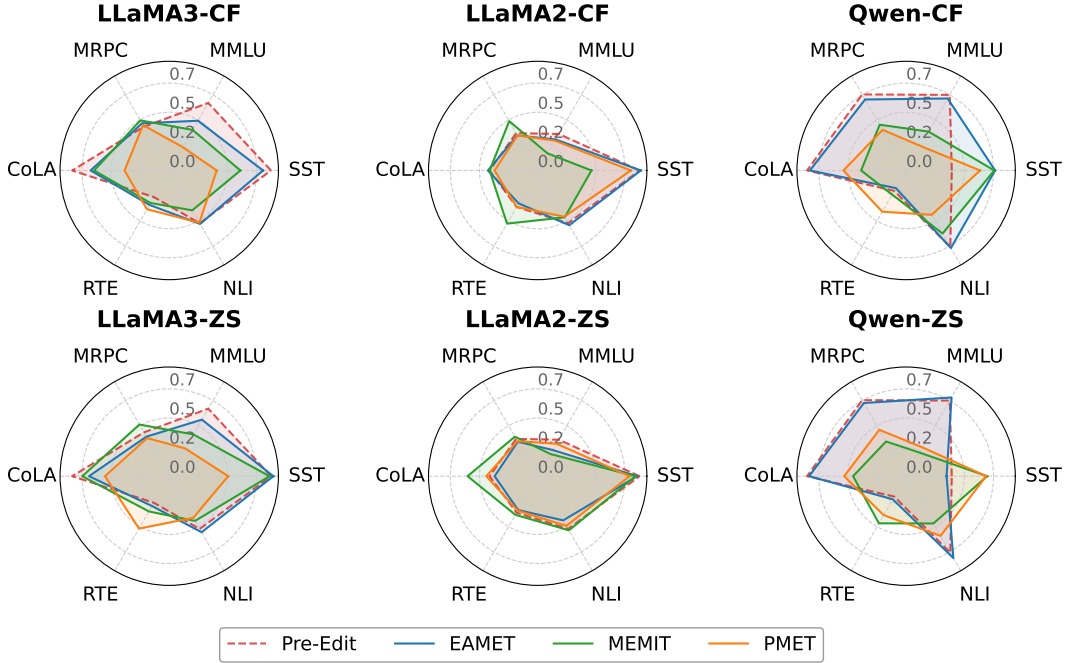 LLaMA3-CF
LLaMA2-CF
Qwen-CF
MRPC
MMLU
0.7
0.5
0.2
0.0
CoLA
SST
RTE
NLI
MRPC
MMLU
0.7
0.5
0.2
0.0
CoLA
SST
RTE
NLI
MRPC
MMLU
0.7
0.5
0.2
0.0
CoLA
SST
RTE
NLI
LLaMA3-ZS
LLaMA2-ZS
Qwen-ZS
MRPC
MMLU
0.7
0.5
0.2
0.0
CoLA
SST
RTE
NLI
MRPC
MMLU
0.7
0.5
0.2
0.0
CoLA
SST
RTE
NLI
MRPC
MMLU
0.7
0.5
0.2
0.0
CoLA
SST
RTE
NLI
Pre-Edit
EAMET
MEMIT
PMET